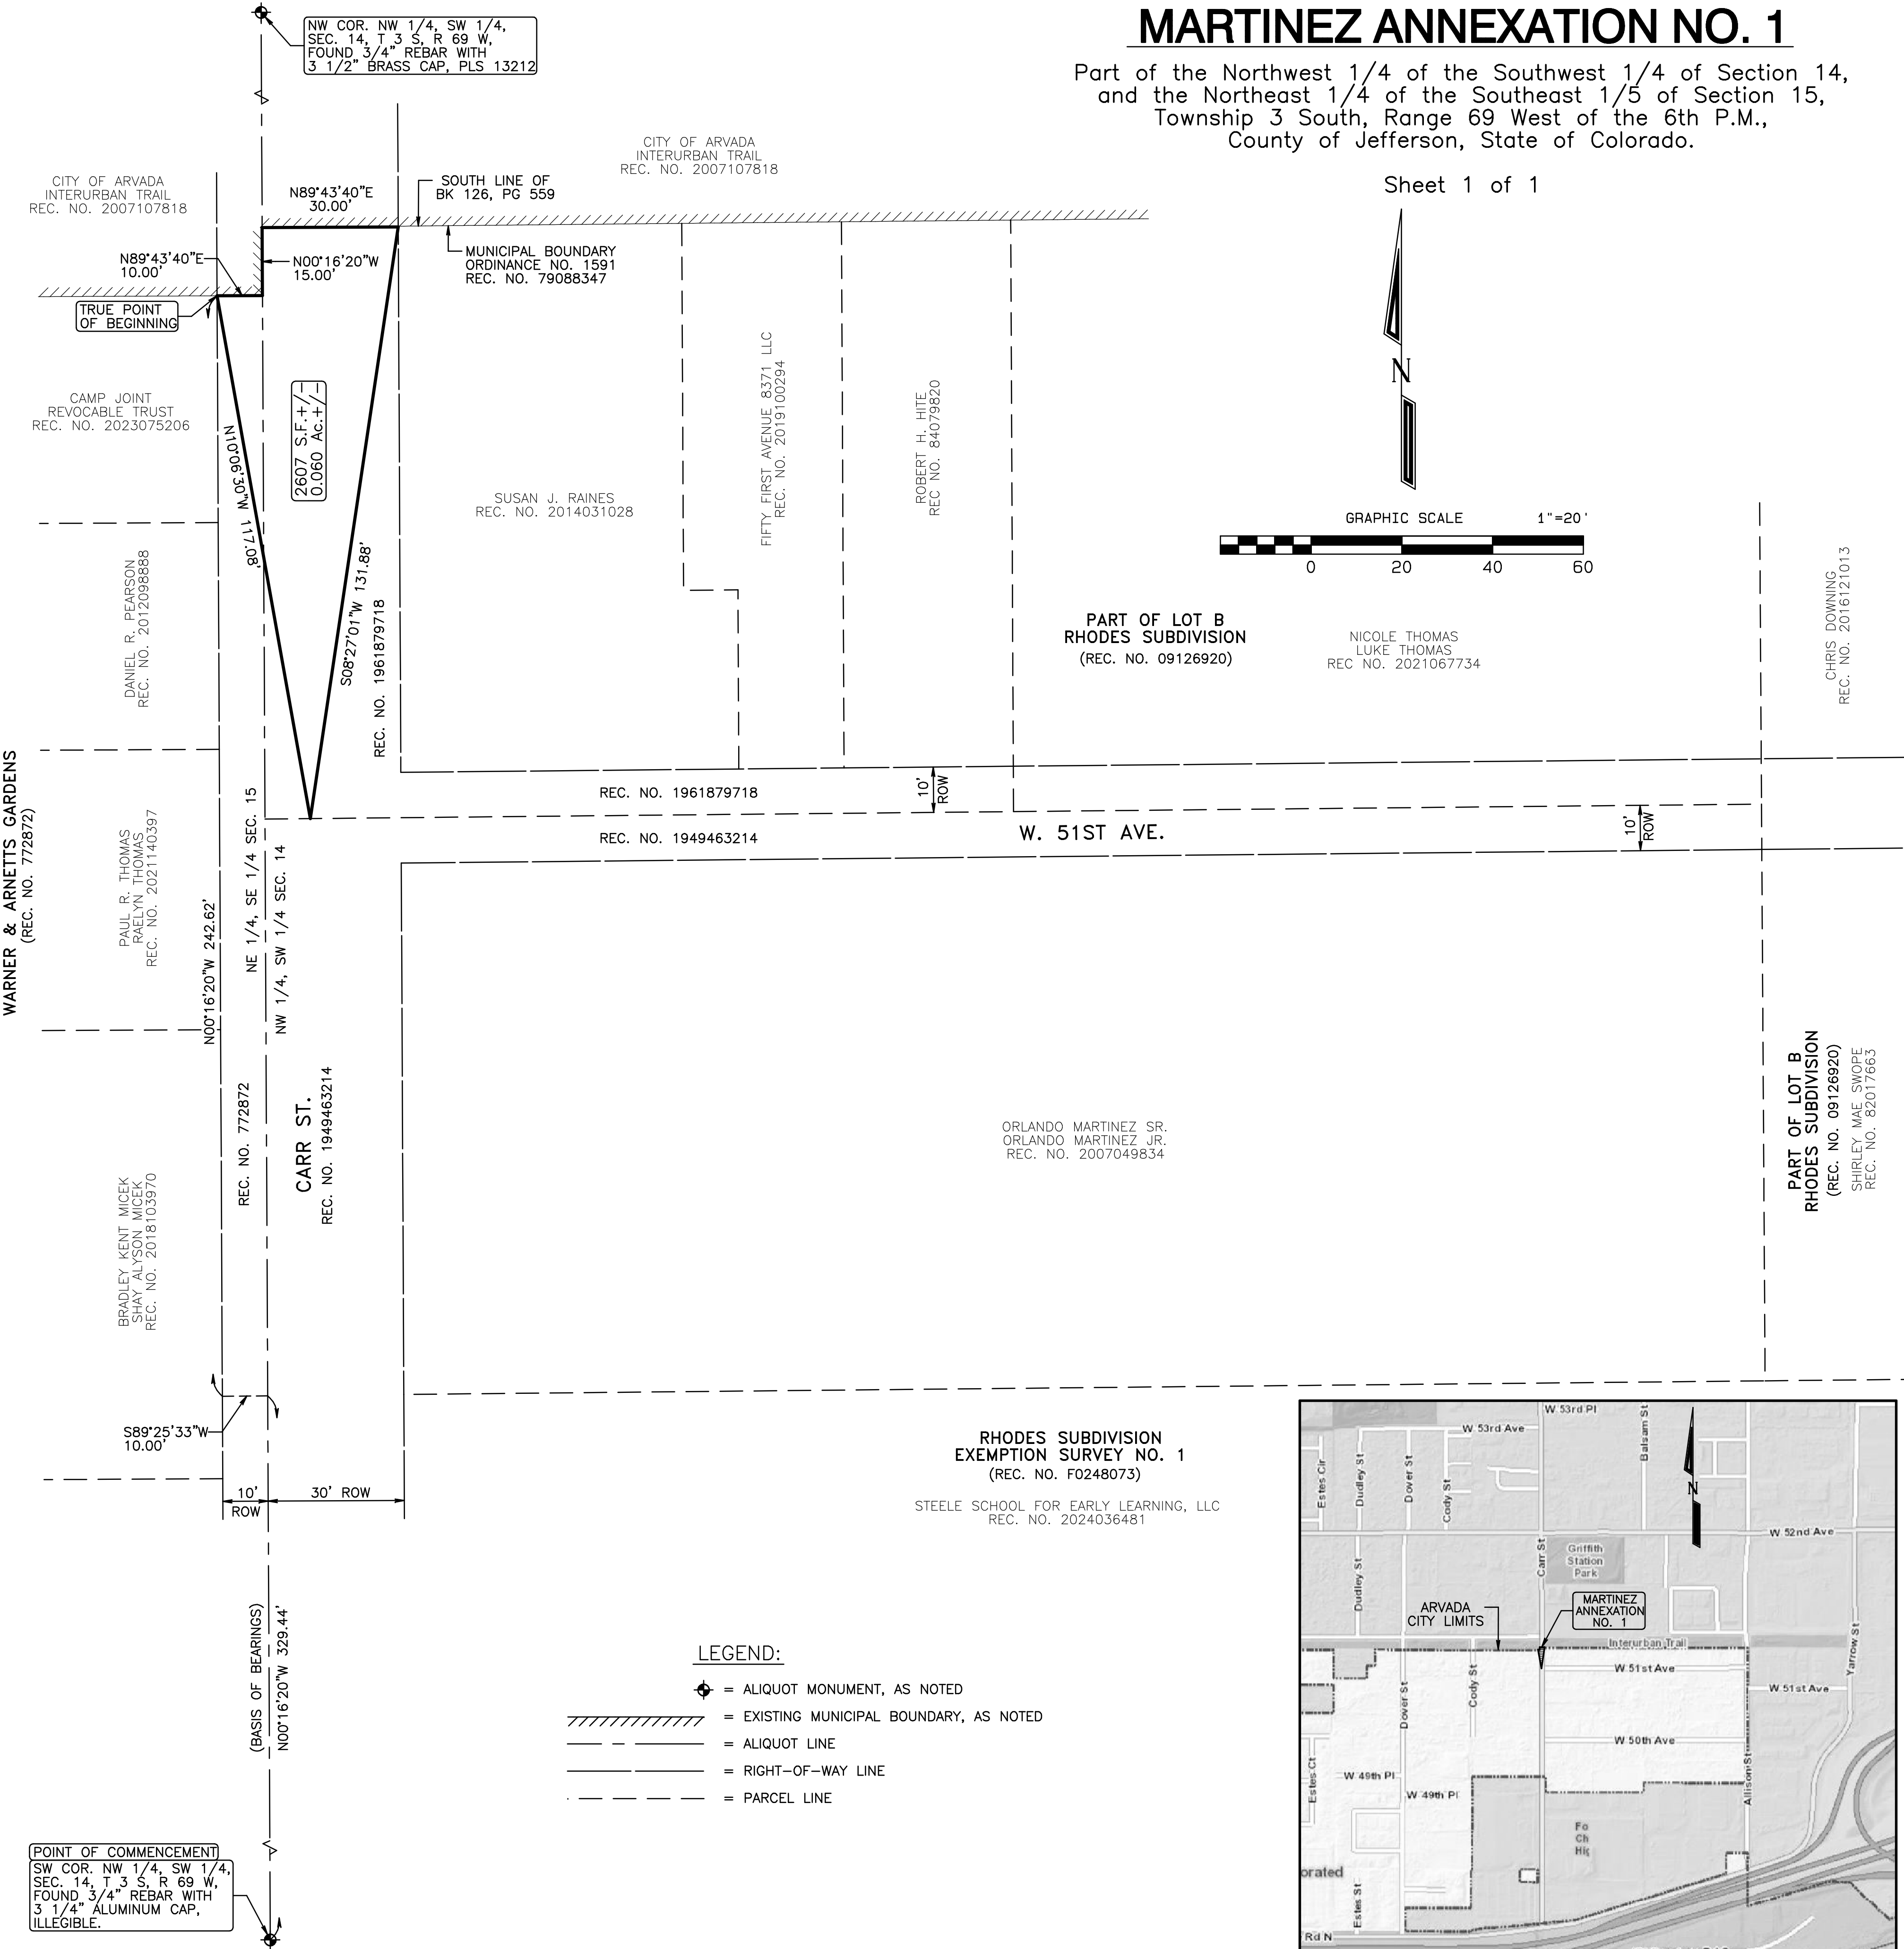 MARTINEZ ANNEXATION NO. 1
Part of the Northwest 1/4 of the Southwest 1/4 of Section 14,
and the Northeast 1/4 of the Southeast 1/5 of Section 15,
Township 3 South, Range 69 West of the 6th P.M.,
County of Jefferson, State of Colorado.
Sheet 1 of 1
NW COR. NW 1/4, SW 1/4,
SEC. 14, T 3 S, R 69 W,
FOUND 3/4" REBAR WITH
3 1/2" BRASS CAP, PLS 13212
CITY OF ARVADA
INTERURBAN TRAIL
REC. NO. 2007107818
CITY OF ARVADA
INTERURBAN TRAIL
REC. NO. 2007107818
N89°43'40"E
30.00'
SOUTH LINE OF
BK 126, PG 559
N89°43'40"E
10.00'
N00°16'20"W
15.00'
MUNICIPAL BOUNDARY
ORDINANCE NO. 1591
REC. NO. 79088347
TRUE POINT
OF BEGINNING
CAMP JOINT
REVOCABLE TRUST
REC. NO. 2023075206
N10°06'30"W 117.08'
2607 S.F.+/-
0.060 Ac.+/-
S08°27'01"W 131.88'
REC. NO. 1961879718
SUSAN J. RAINES
REC. NO. 2014031028
FIFTY FIRST AVENUE 8371 LLC
REC. NO. 2019100294
ROBERT H. HITE
REC NO. 84079820
N
GRAPHIC SCALE 1"=20'
0 20 40 60
PART OF LOT B
RHODES SUBDIVISION
(REC. NO. 09126920)
NICOLE THOMAS
LUKE THOMAS
REC NO. 2021067734
CHRIS DOWNING
REC. NO. 2016121013
DANIEL R. PEARSON
REC. NO. 2012098888
WARNER & ARNETTS GARDENS
(REC. NO. 772872)
PAUL R. THOMAS
RAELYN THOMAS
REC. NO. 2021140397
N00°16'20"W 242.62'
NE 1/4, SE 1/4 SEC. 15
NW 1/4, SW 1/4 SEC. 14
REC. NO. 1961879718
10'
ROW
REC. NO. 1949463214
W. 51ST AVE.
10'
ROW
REC. NO. 772872
CARR ST.
REC. NO. 1949463214
ORLANDO MARTINEZ SR.
ORLANDO MARTINEZ JR.
REC. NO. 2007049834
PART OF LOT B
RHODES SUBDIVISION
(REC. NO. 09126920)
SHIRLEY MAE SWOPE
REC. NO. 82017663
BRADLEY KENT MICEK
SHAY ALYSON MICEK
REC. NO. 2018103970
S89°25'33"W
10.00'
10'
ROW
30' ROW
RHODES SUBDIVISION
EXEMPTION SURVEY NO. 1
(REC. NO. F0248073)
STEELE SCHOOL FOR EARLY LEARNING, LLC
REC. NO. 2024036481
(BASIS OF BEARINGS)
N00°16'20"W 329.44'
LEGEND:
= ALIQUOT MONUMENT, AS NOTED
= EXISTING MUNICIPAL BOUNDARY, AS NOTED
= ALIQUOT LINE
= RIGHT-OF-WAY LINE
= PARCEL LINE
POINT OF COMMENCEMENT
SW COR. NW 1/4, SW 1/4,
SEC. 14, T 3 S, R 69 W,
FOUND 3/4" REBAR WITH
3 1/4" ALUMINUM CAP,
ILLEGIBLE.
W 53rd Pl
W 53rd Ave
Balsam St
Estes Cir
Dudley St
Dover St
Cody St
N
W 52nd Ave
Carr St
Griffith
Station
Park
Dudley St
ARVADA
CITY LIMITS
MARTINEZ
ANNEXATION
NO. 1
Interurban Trail
Yarrow St
W 51st Ave
W 51st Ave
Cody St
Dover St
W 50th Ave
Estes Ct
W 49th Pl
W 49th Pl
Allison St
Fo
Ch
Hig
orated
Estes St
Rd N